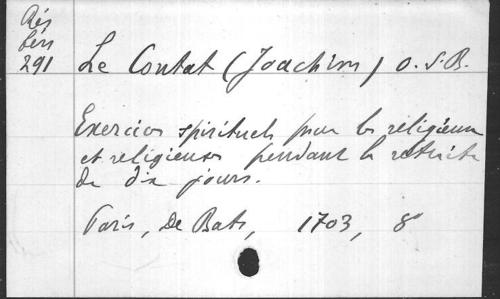 Rés
Lén
291
Le Contat (Joachim) O.S.B.
Exercices spirituels pour les religieux
et religieuses pendant la retraite
de dix jours.
Paris, De Bats, 1703, 8°